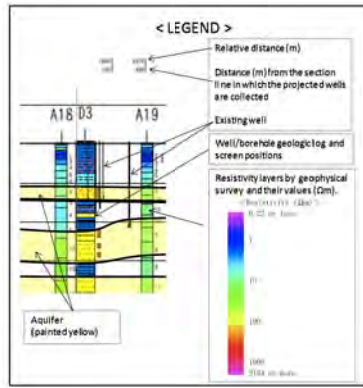 < LEGEND >
Relative distance (m)
Distance (m) from the section
line in which the projected wells
are collected
Existing well
A18 D3 A19
Well/borehole geologic log and
screen positions
Resistivity layers by geophysical
survey and their values (Ωm).
1
10
100
1000
Aquifer
(painted yellow)